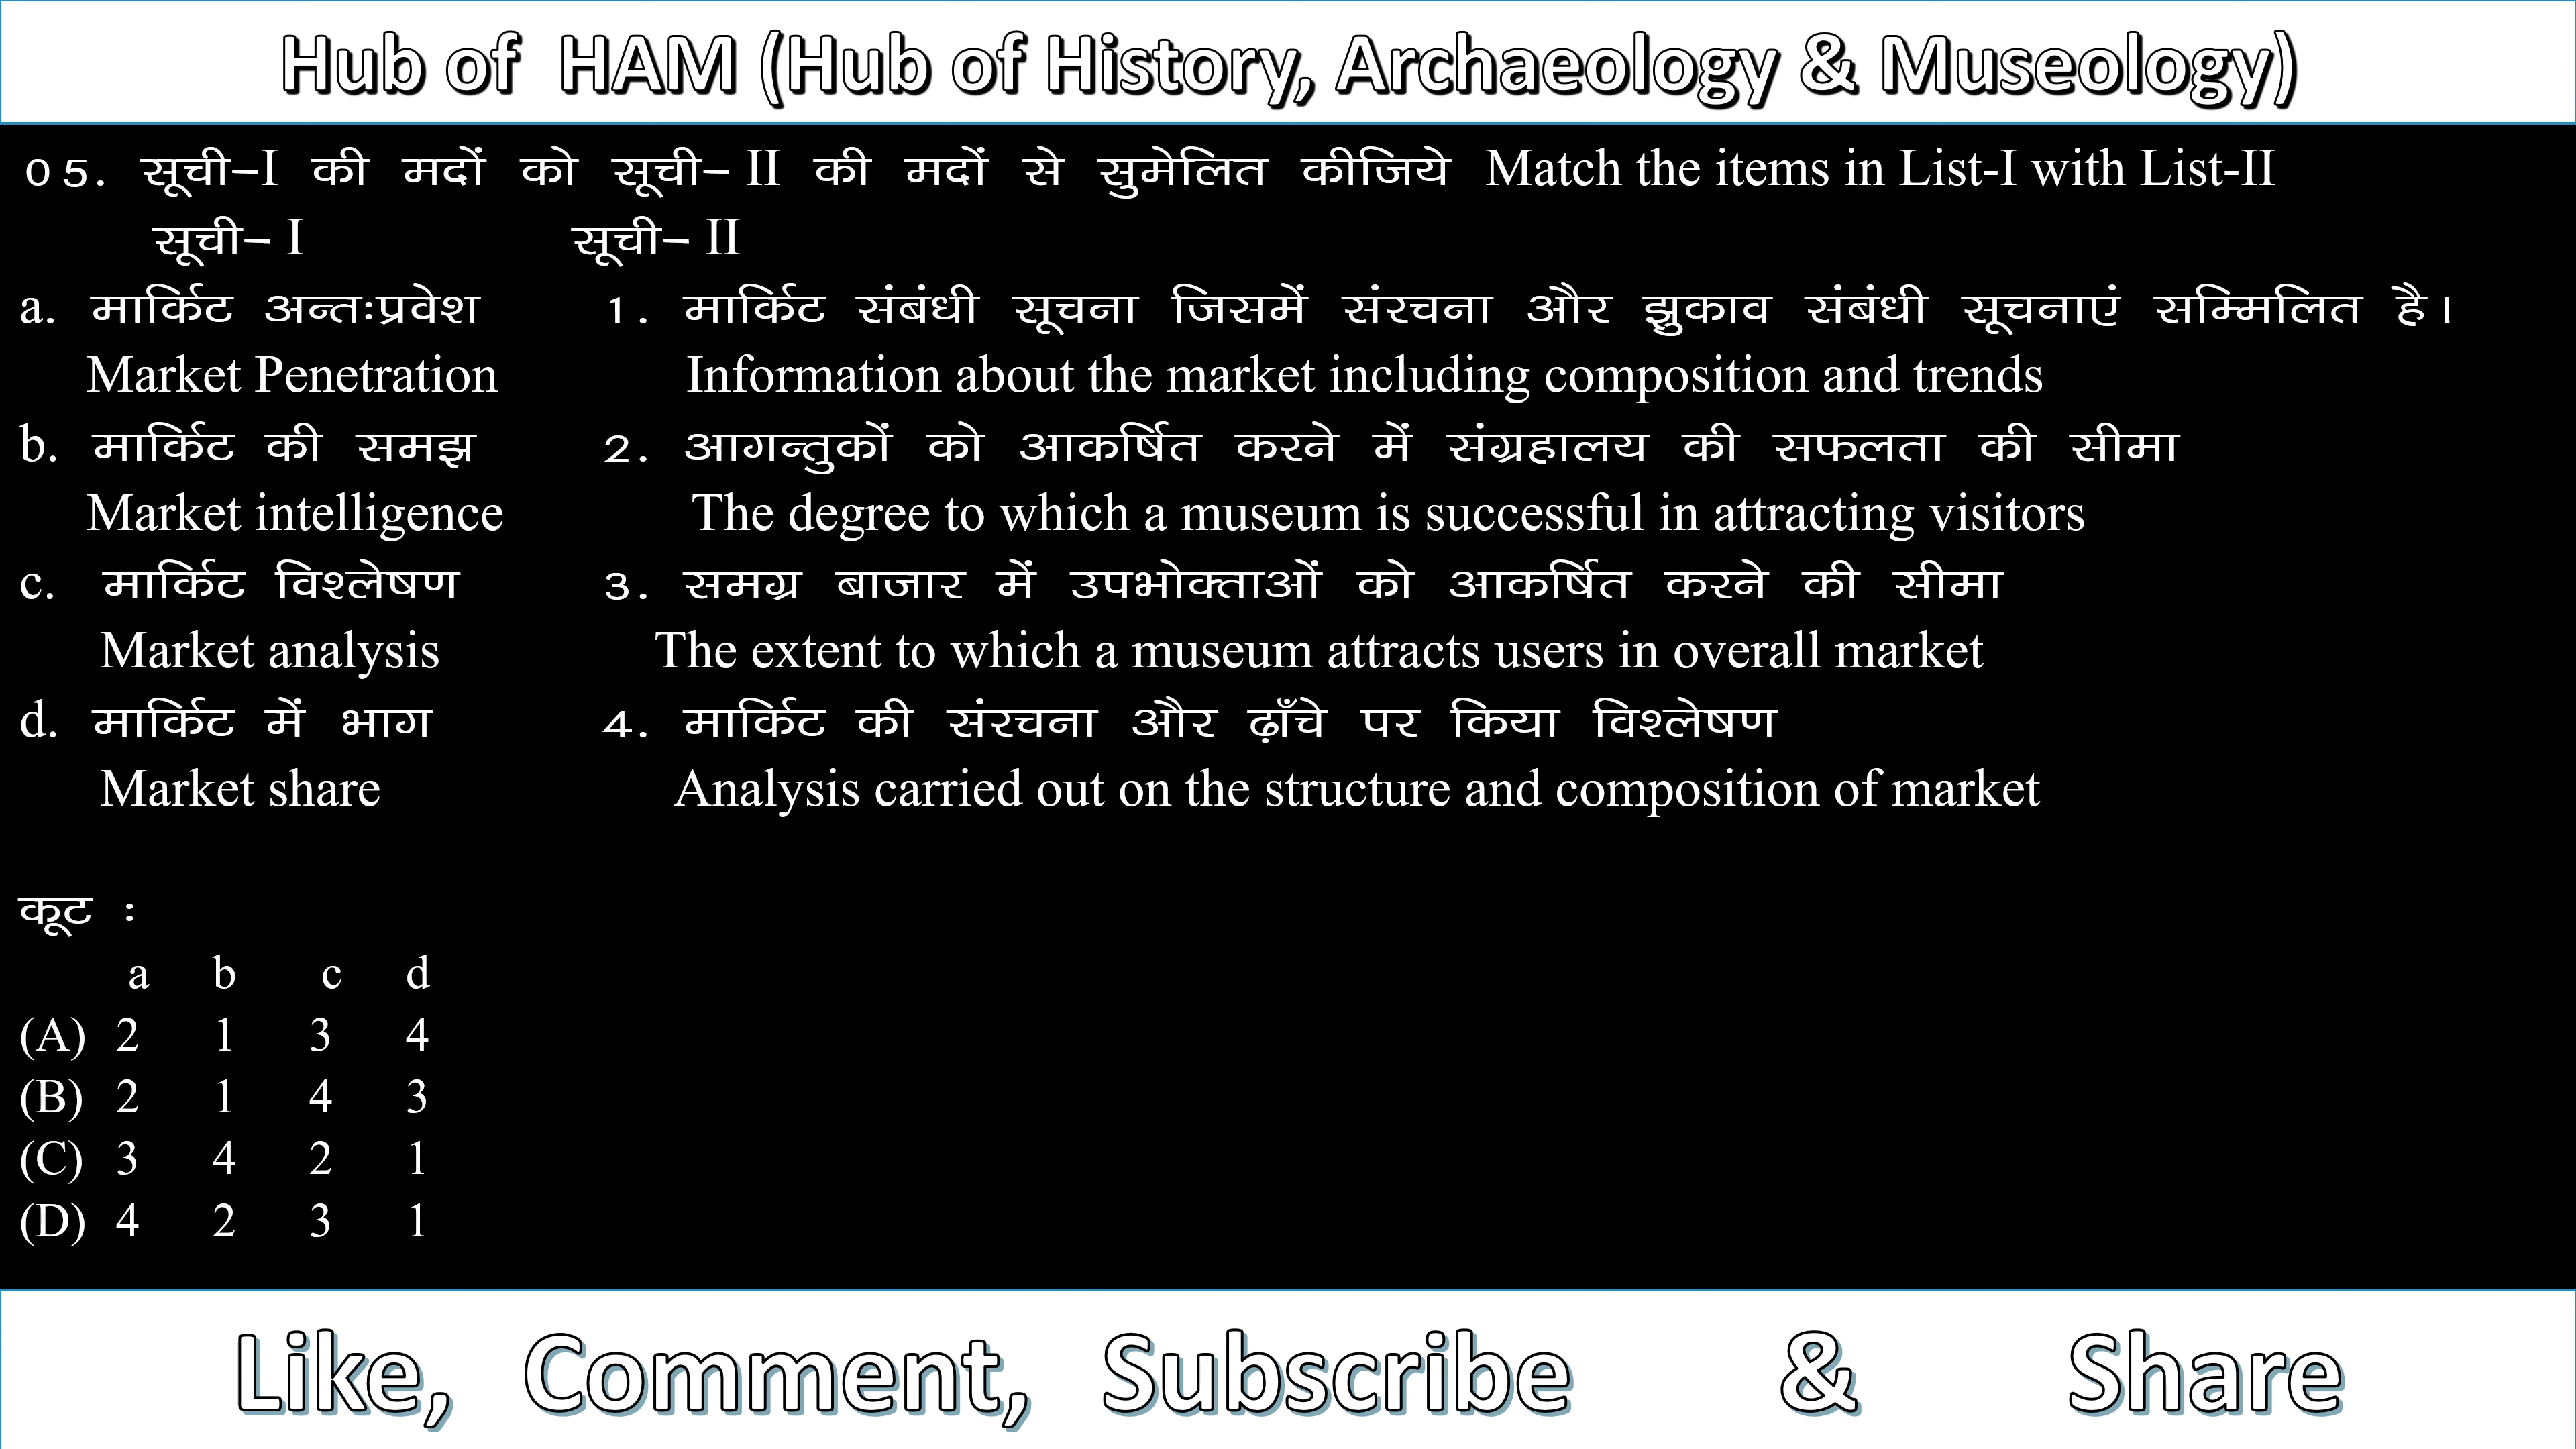 Hub of HAM (Hub of History, Archaeology & Museology)
05. सूची–I की मदों को सूची– II की मदों से सुमेलित कीजिये Match the items in List-I with List-II
सूची– I सूची– II
a. मार्किट अन्तःप्रवेश 1. मार्किट संबंधी सूचना जिसमें संरचना और झुकाव संबंधी सूचनाएं सम्मिलित है।
Market Penetration Information about the market including composition and trends
b. मार्किट की समझ 2. आगन्तुकों को आकर्षित करने में संग्रहालय की सफलता की सीमा
Market intelligence The degree to which a museum is successful in attracting visitors
c. मार्किट विश्लेषण 3. समग्र बाजार में उपभोक्ताओं को आकर्षित करने की सीमा
Market analysis The extent to which a museum attracts users in overall market
d. मार्किट में भाग 4. मार्किट की संरचना और ढ़ाँचे पर किया विश्लेषण
Market share Analysis carried out on the structure and composition of market
कूट :
a b c d
(A) 2 1 3 4
(B) 2 1 4 3
(C) 3 4 2 1
(D) 4 2 3 1
Like, Comment, Subscribe & Share